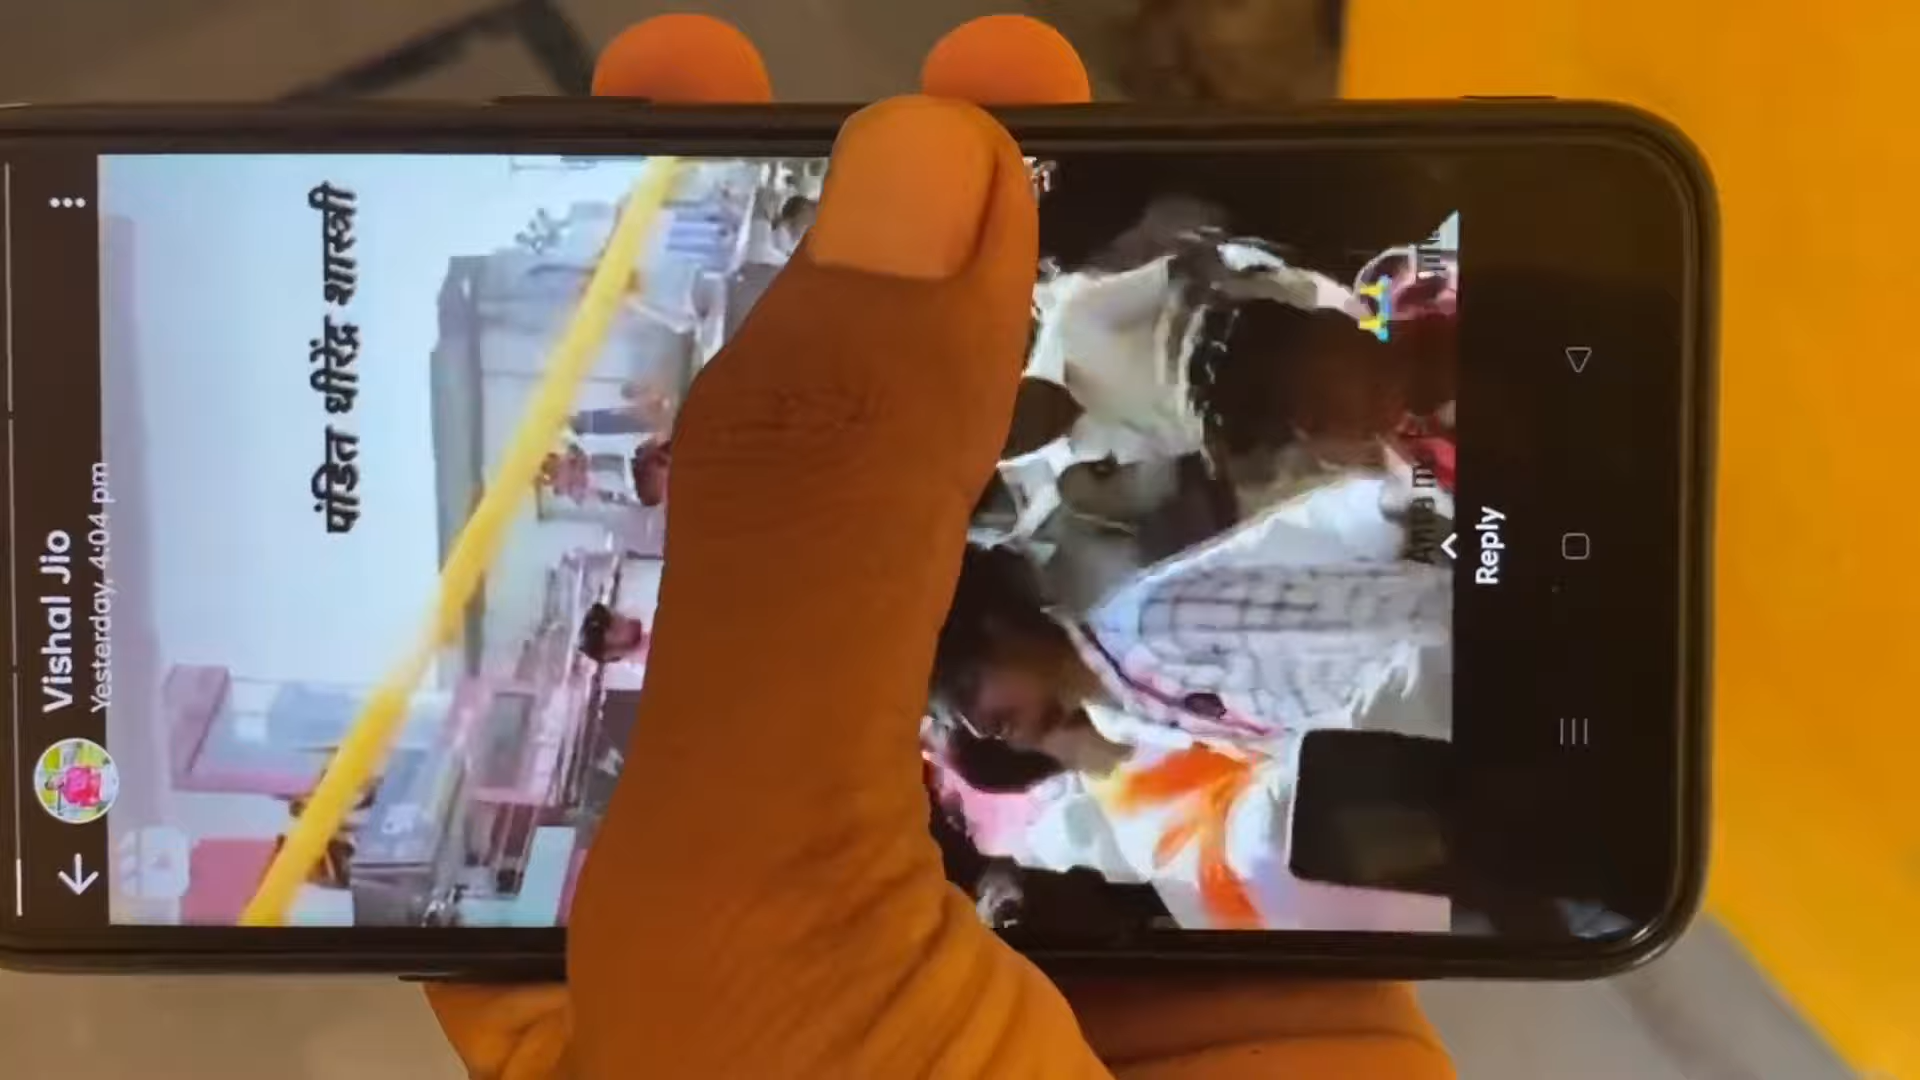 Vishal Jio
Yesterday, 4:04 pm
पंडित धीरेंद्र शास्त्री
Reply